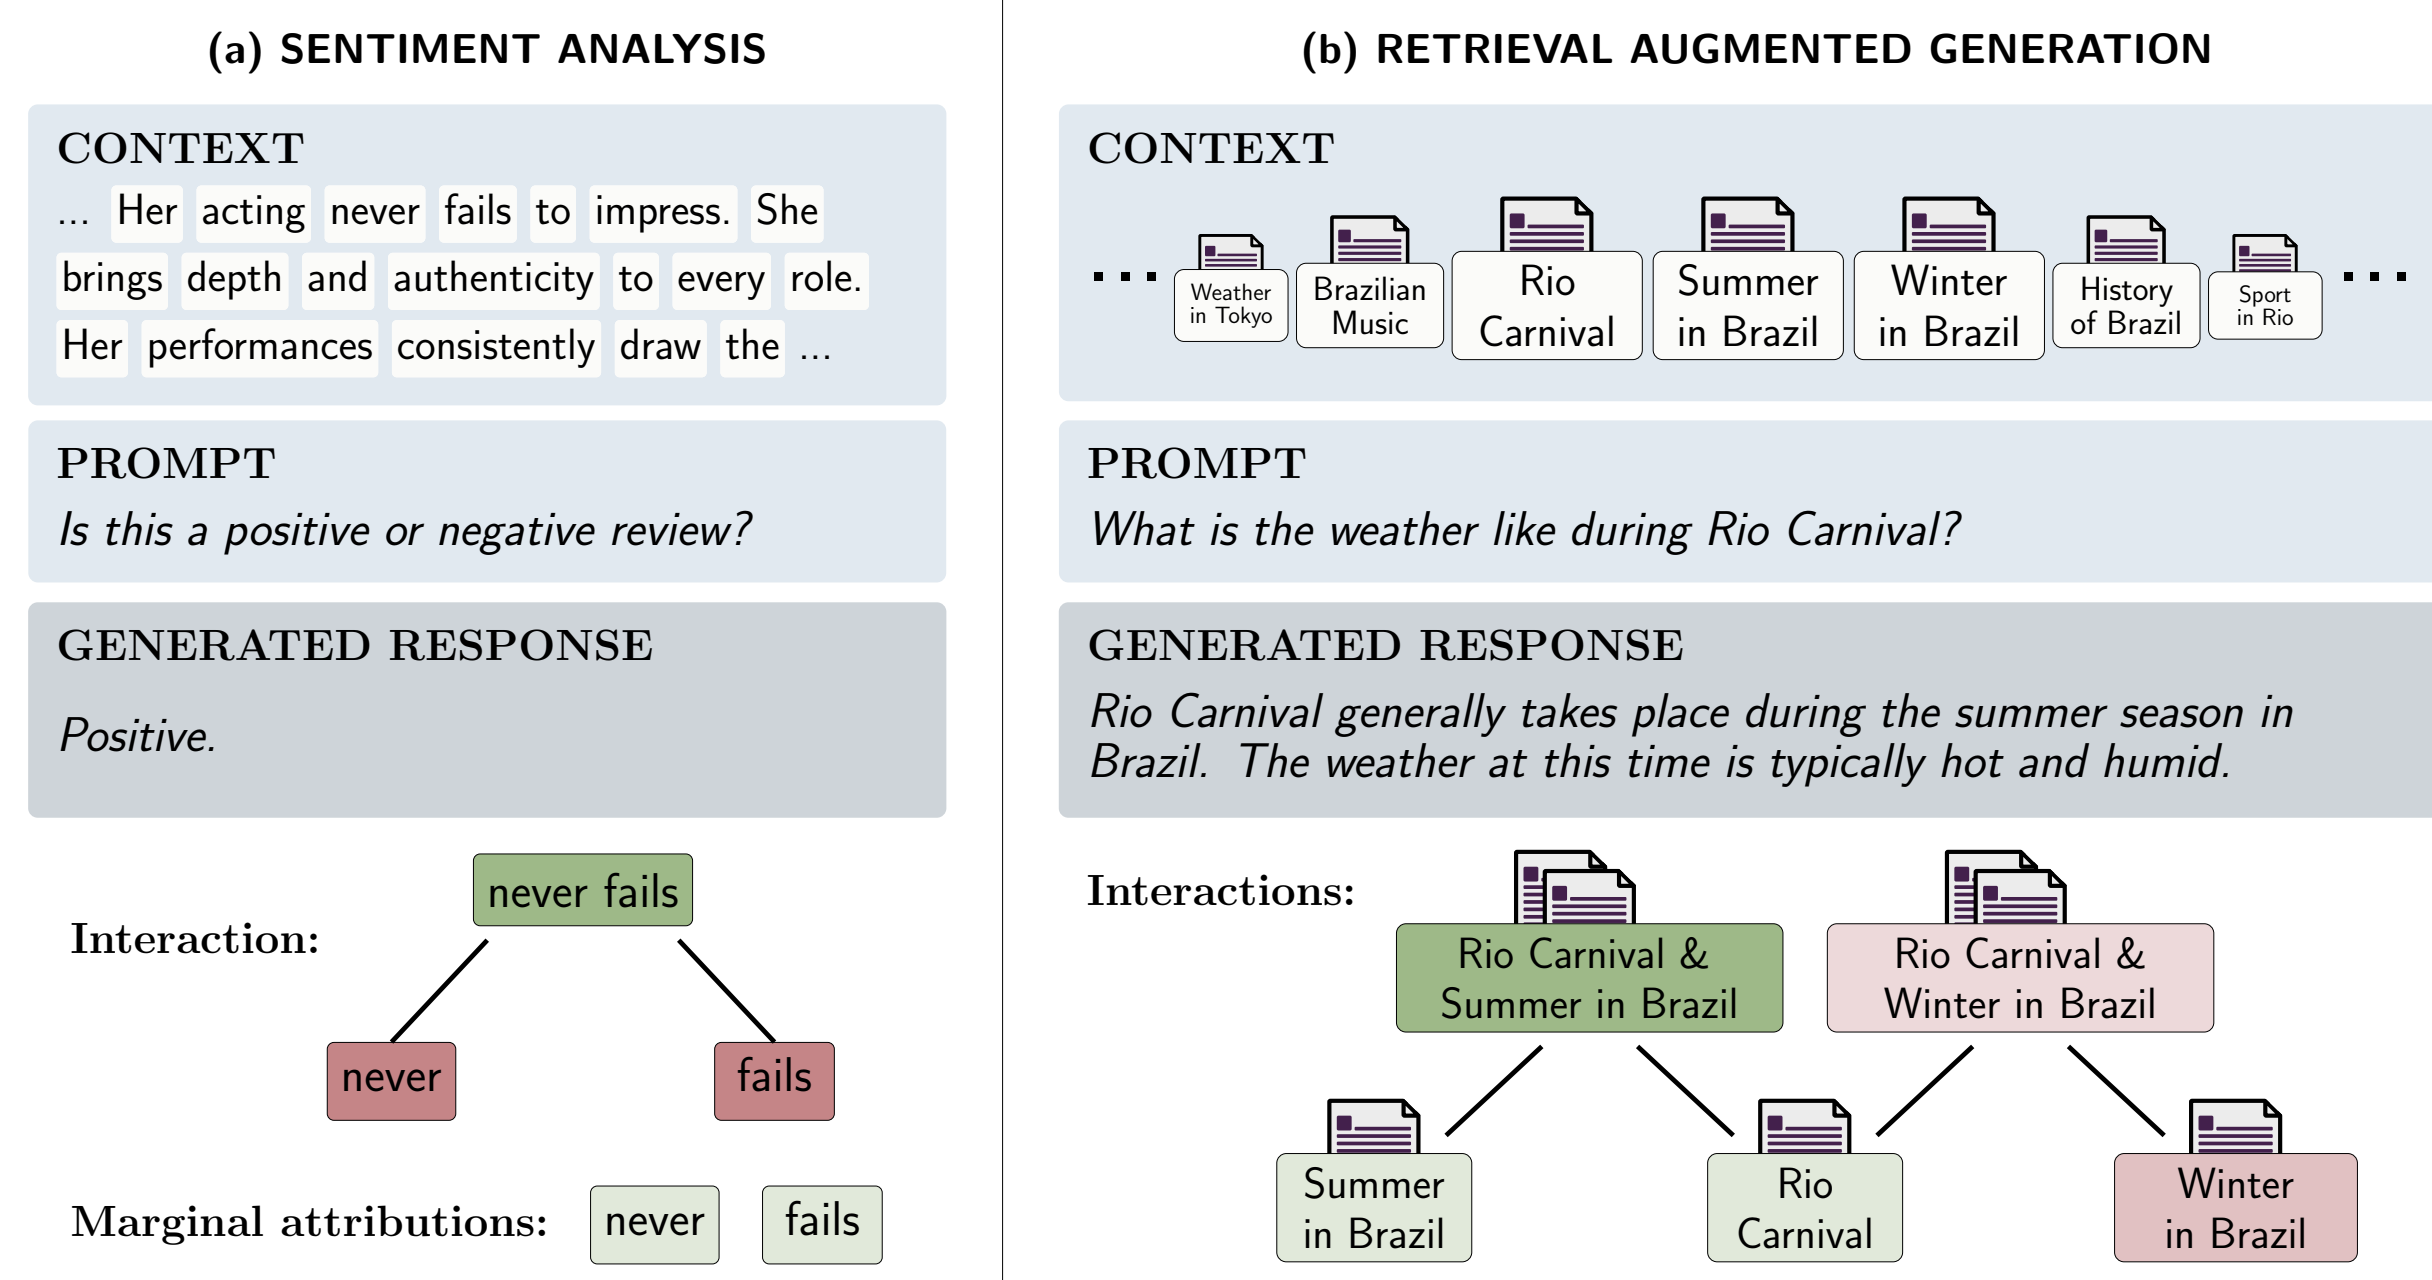 (a) SENTIMENT ANALYSIS
CONTEXT
... Her acting never fails to impress. She
brings depth and authenticity to every role.
Her performances consistently draw the ...
PROMPT
Is this a positive or negative review?
GENERATED RESPONSE
Positive.
Interaction:
never fails
never
fails
Marginal attributions:
never
fails
(b) RETRIEVAL AUGMENTED GENERATION
CONTEXT
...
Weather
in Tokyo
Brazilian
Music
Rio
Carnival
Summer
in Brazil
Winter
in Brazil
History
of Brazil
Sport
in Rio
...
PROMPT
What is the weather like during Rio Carnival?
GENERATED RESPONSE
Rio Carnival generally takes place during the summer season in
Brazil. The weather at this time is typically hot and humid.
Interactions:
Rio Carnival &
Summer in Brazil
Rio Carnival &
Winter in Brazil
Summer
in Brazil
Rio
Carnival
Winter
in Brazil